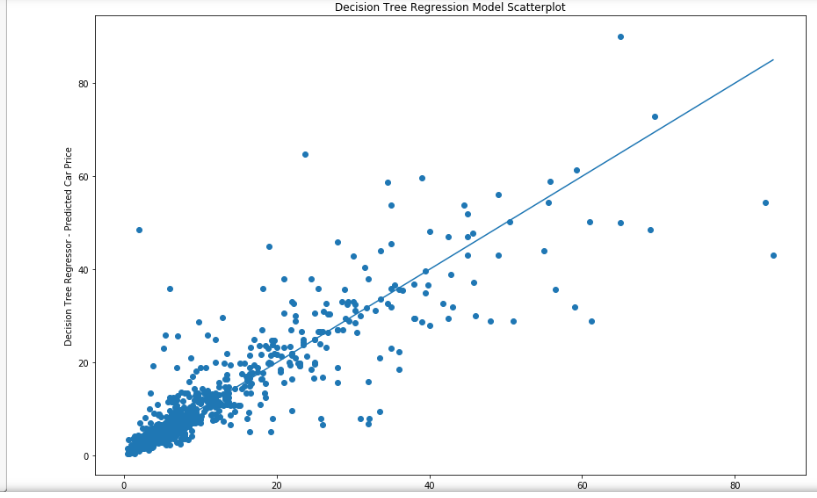 Decision Tree Regression Model Scatterplot
Decision Tree Regressor - Predicted Car Price
80
60
40
20
0
0 20 40 60 80